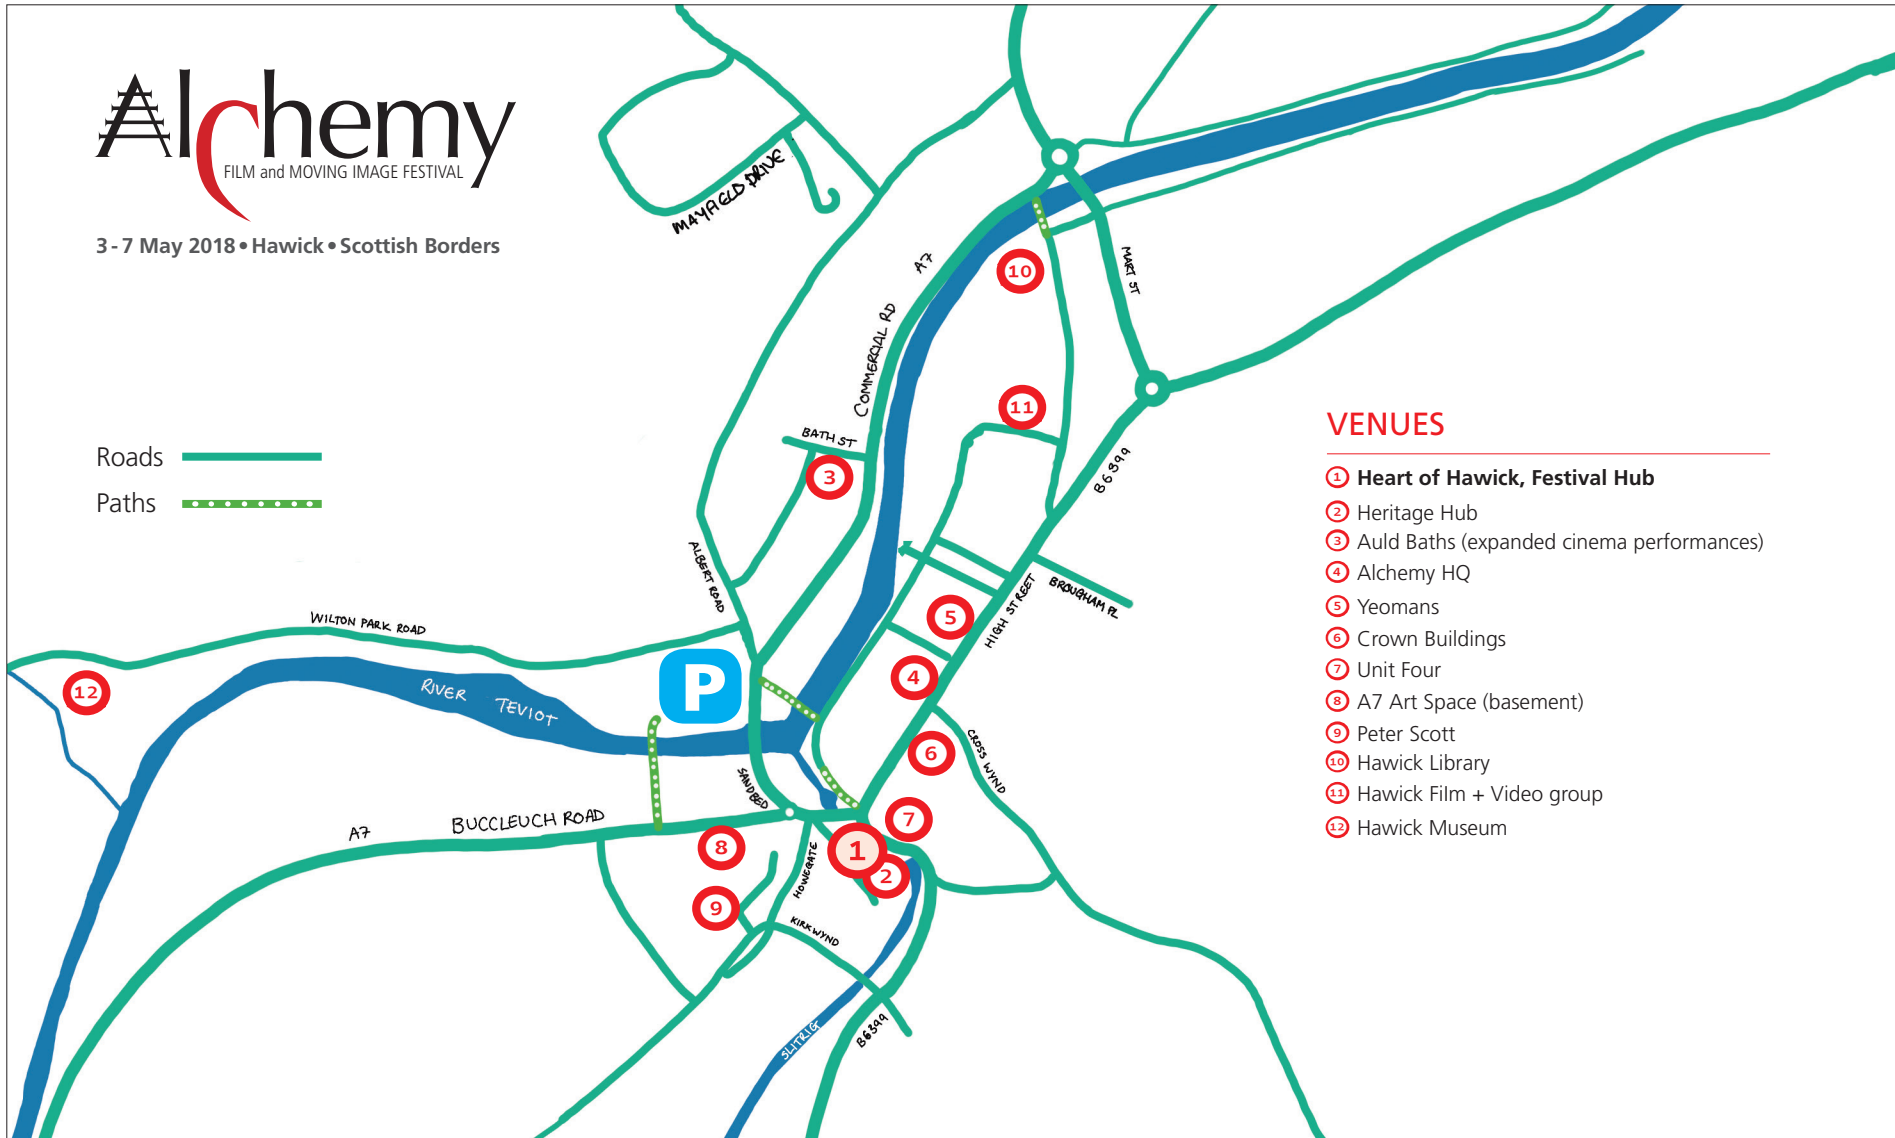 Alchemy
FILM and MOVING IMAGE FESTIVAL
3 - 7 May 2018 • Hawick • Scottish Borders
Roads
Paths
MAYFIELD DRIVE
A7
COMMERCIAL RD
MART ST
10
11
BATH ST
3
B6399
ALBERT ROAD
WILTON PARK ROAD
BROUGHAM PL
HIGH STREET
5
12
RIVER TEVIOT
P
4
6
CROSS WYND
SANDBED
A7
BUCCLEUCH ROAD
7
8
1
2
HOWEGATE
9
KIRK WYND
SLITRIG
B6399
VENUES
1 Heart of Hawick, Festival Hub
2 Heritage Hub
3 Auld Baths (expanded cinema performances)
4 Alchemy HQ
5 Yeomans
6 Crown Buildings
7 Unit Four
8 A7 Art Space (basement)
9 Peter Scott
10 Hawick Library
11 Hawick Film + Video group
12 Hawick Museum